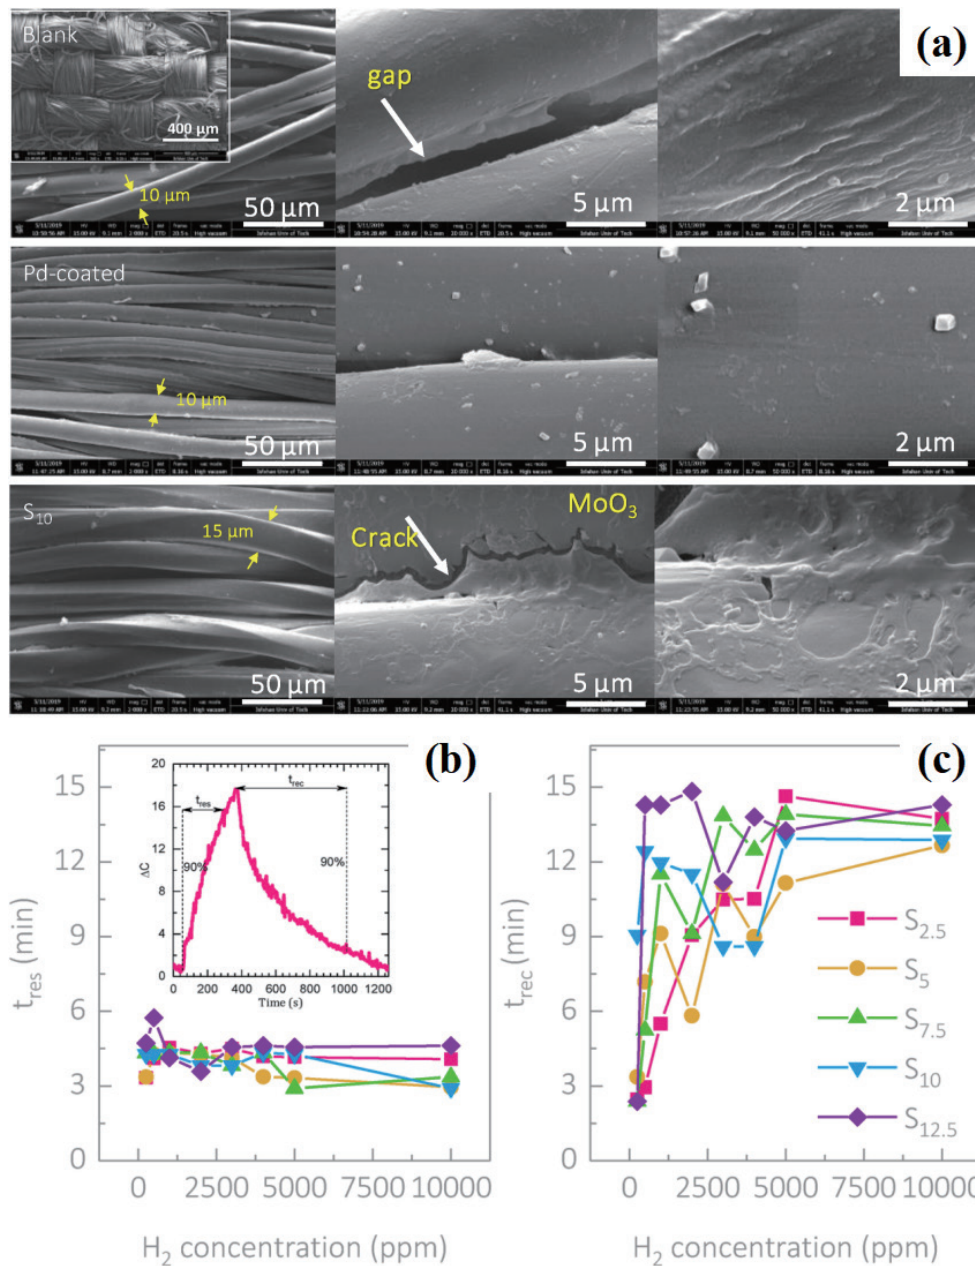 (a)
Blank
400 μm
10 μm
50 μm
gap
5 μm
2 μm
Pd-coated
10 μm
50 μm
5 μm
2 μm
S10
15 μm
50 μm
Crack
MoO3
5 μm
2 μm
(b)
15
12
9
6
3
0
tres (min)
0 2500 5000 7500 10000
H2 concentration (ppm)
20
16
12
8
4
0
ΔC
tres
trec
90%
90%
0 200 400 600 800 1000 1200
Time (s)
(c)
15
12
9
6
3
0
trec (min)
S2.5
S5
S7.5
S10
S12.5
0 2500 5000 7500 1000
H2 concentration (ppm)